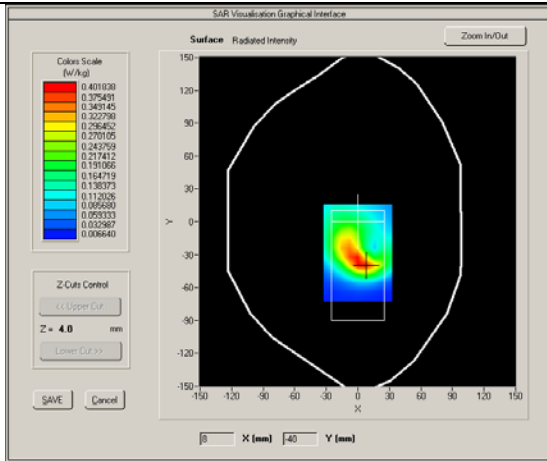 SAR Visualisation Graphical Interface
Surface Radiated Intensity
Zoom In/Out
Colors Scale
(W/kg)
0.401838
0.375491
0.349145
0.322798
0.296452
0.270105
0.243759
0.217412
0.191066
0.164719
0.138373
0.112026
0.085680
0.059333
0.032987
0.006640
Z-Cuts Control
<< Upper Cut
Z = 4.0 mm
Lower Cut >>
SAVE Cancel
Y
150-
120-
90-
60-
30-
0-
-30-
-60-
-90-
-120-
-150-
-150 -120 -90 -60 -30 0 30 60 90 120 150
X
8 X (mm) -40 Y (mm)